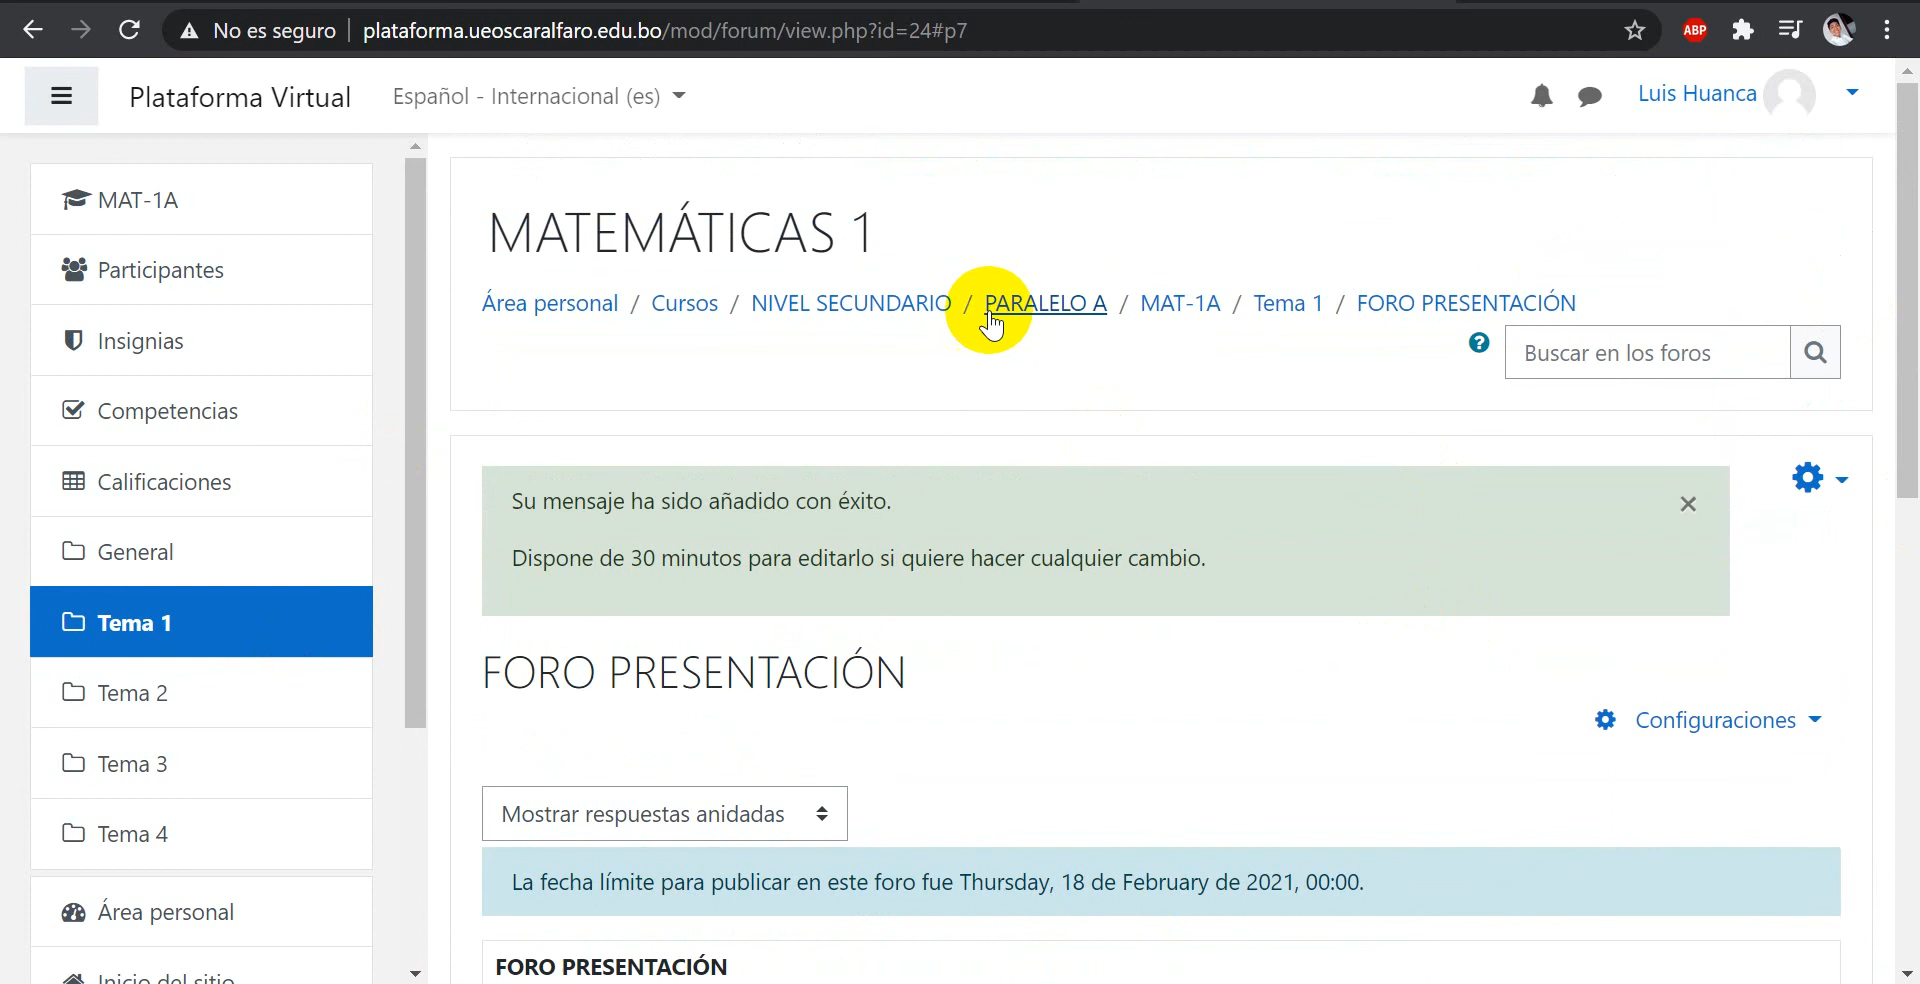 No es seguro | plataforma.ueoscaralfaro.edu.bo/mod/forum/view.php?id=24#p7
ABP
Plataforma Virtual
Español - Internacional (es)
Luis Huanca
MAT-1A
Participantes
Insignias
Competencias
Calificaciones
General
Tema 1
Tema 2
Tema 3
Tema 4
Área personal
Inicio del sitio
MATEMÁTICAS 1
Área personal / Cursos / NIVEL SECUNDARIO / PARALELO A / MAT-1A / Tema 1 / FORO PRESENTACIÓN
? Buscar en los foros
Su mensaje ha sido añadido con éxito.
Dispone de 30 minutos para editarlo si quiere hacer cualquier cambio.
FORO PRESENTACIÓN
Configuraciones
Mostrar respuestas anidadas
La fecha límite para publicar en este foro fue Thursday, 18 de February de 2021, 00:00.
FORO PRESENTACIÓN